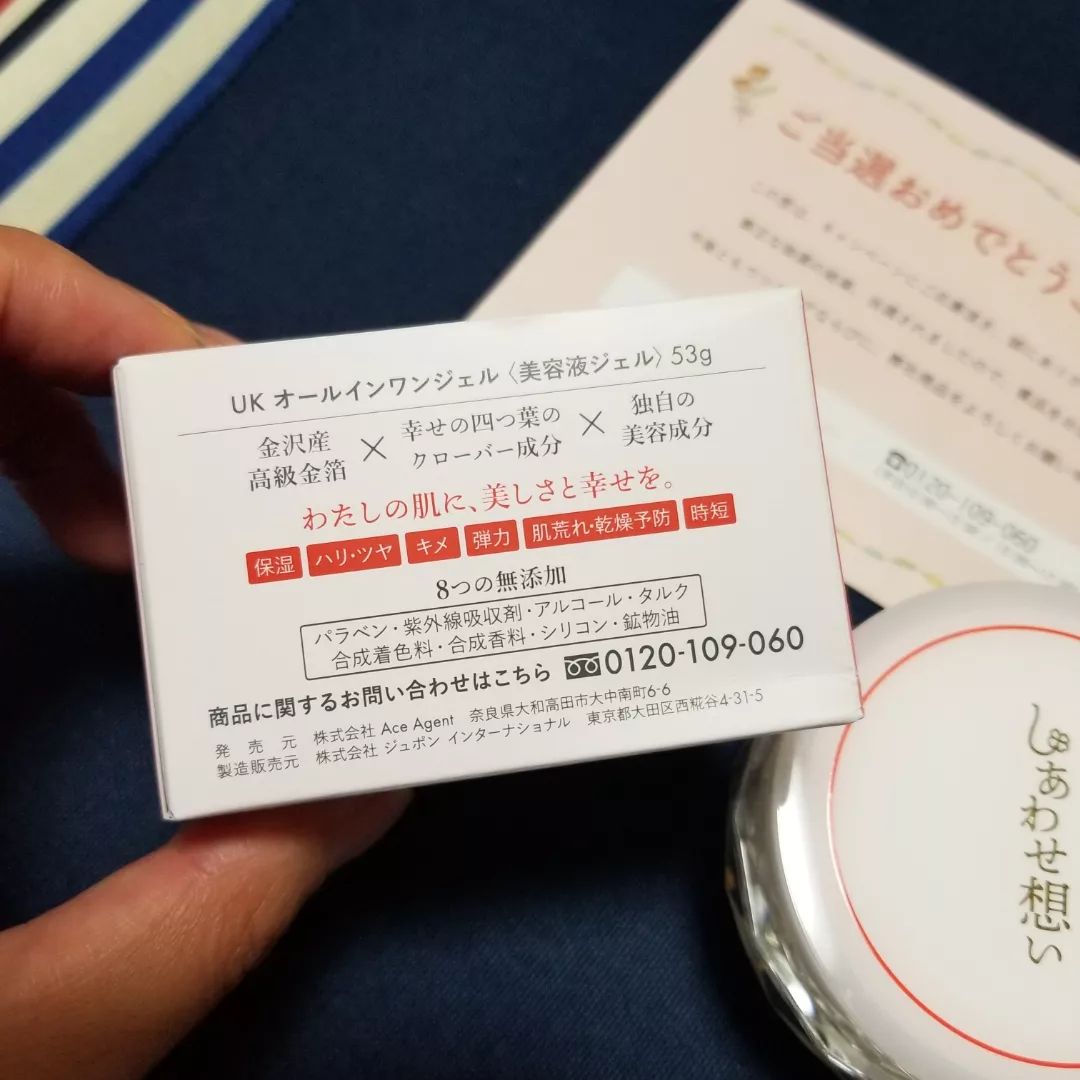 UK オールインワンジェル〈美容液ジェル〉53g
金沢産
高級金箔
×
幸せの四つ葉の
クローバー成分
×
独自の
美容成分
わたしの肌に、美しさと幸せを。
保湿 ハリ・ツヤ キメ 弾力 肌荒れ・乾燥予防 時短
8つの無添加
パラベン・紫外線吸収剤・アルコール・タルク
合成着色料・合成香料・シリコン・鉱物油
商品に関するお問い合わせはこちら 0120-109-060
発売元 株式会社 Ace Agent 奈良県大和高田市大中南町6-6
製造販売元 株式会社 ジュポン インターナショナル 東京都大田区西糀谷4-31-5
ご当選おめでとうご
☎0120-109-060
しあわせ想い